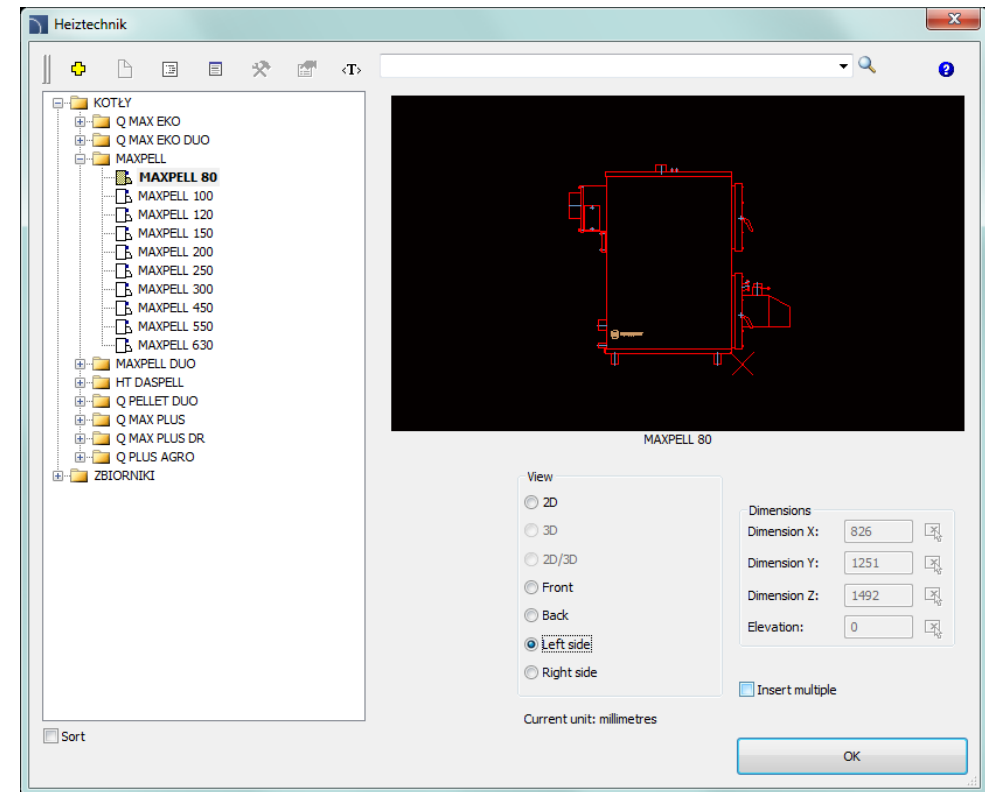 Heiztechnik
<T>
KOTŁY
Q MAX EKO
Q MAX EKO DUO
MAXPELL
MAXPELL 80
MAXPELL 100
MAXPELL 120
MAXPELL 150
MAXPELL 200
MAXPELL 250
MAXPELL 300
MAXPELL 450
MAXPELL 550
MAXPELL 630
MAXPELL DUO
HT DASPELL
Q PELLET DUO
Q MAX PLUS
Q MAX PLUS DR
Q PLUS AGRO
ZBIORNIKI
Sort
MAXPELL 80
View
2D
3D
2D/3D
Front
Back
Left side
Right side
Current unit: millimetres
Dimensions
Dimension X: 826
Dimension Y: 1251
Dimension Z: 1492
Elevation: 0
Insert multiple
OK